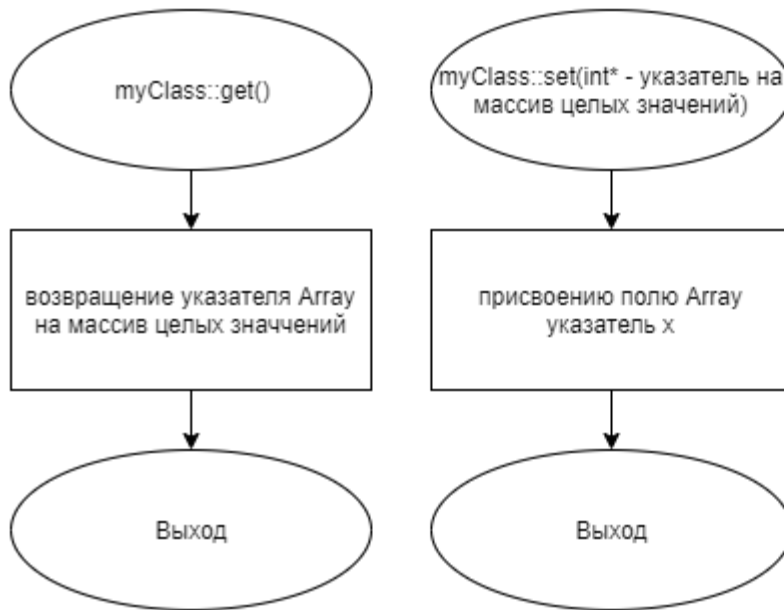 myClass::get()
возвращение указателя Array
на массив целых значчений
Выход
myClass::set(int* - указатель на
массив целых значений)
присвоению полю Array
указатель x
Выход